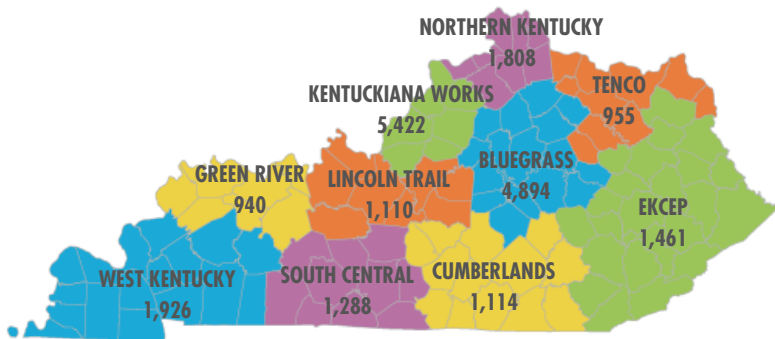 NORTHERN KENTUCKY
1,808
TENCO
955
KENTUCKIANA WORKS
5,422
BLUEGRASS
4,894
GREEN RIVER
940
LINCOLN TRAIL
1,110
EKCEP
1,461
WEST KENTUCKY
1,926
SOUTH CENTRAL
1,288
CUMBERLANDS
1,114